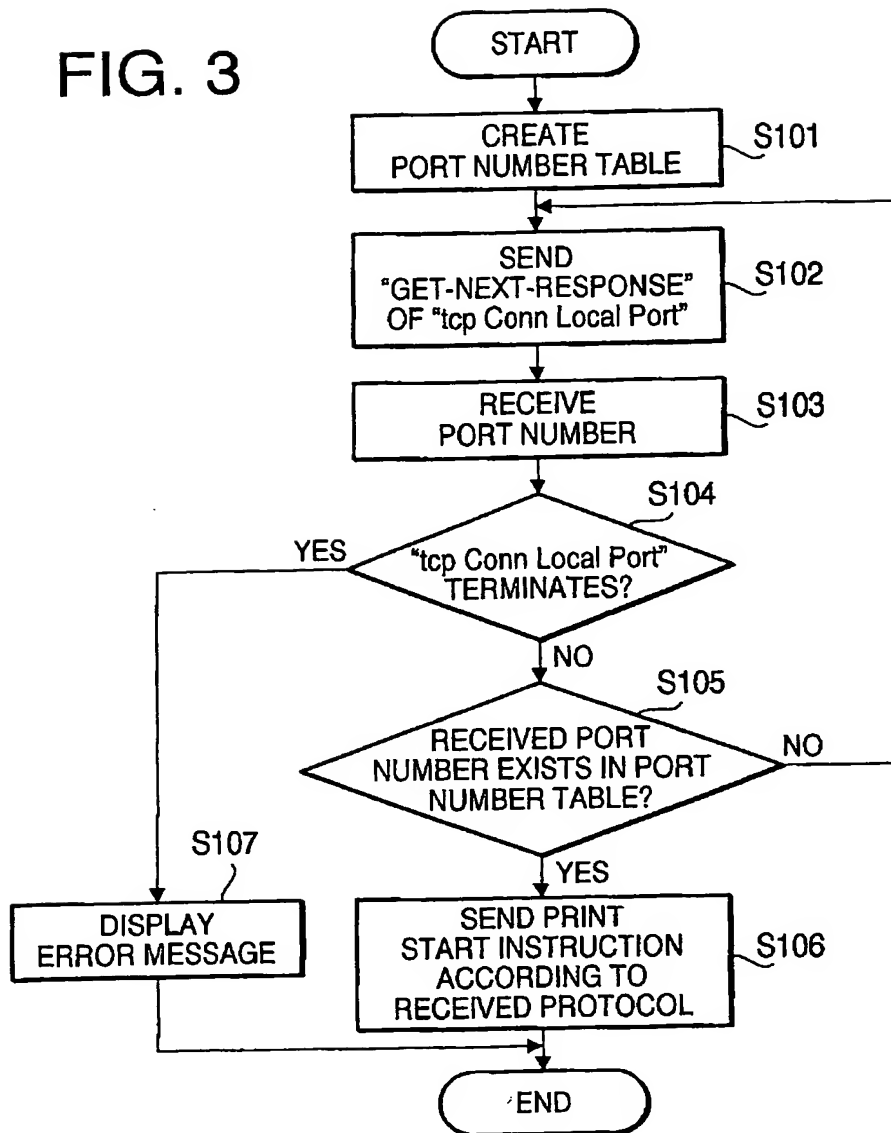 FIG. 3
START
CREATE
PORT NUMBER TABLE
S101
SEND
"GET-NEXT-RESPONSE"
OF "tcp Conn Local Port"
S102
RECEIVE
PORT NUMBER
S103
S104
YES
"tcp Conn Local Port"
TERMINATES?
NO
S105
RECEIVED PORT
NUMBER EXISTS IN PORT
NUMBER TABLE?
NO
S107
YES
DISPLAY
ERROR MESSAGE
SEND PRINT
START INSTRUCTION
ACCORDING TO
RECEIVED PROTOCOL
S106
END